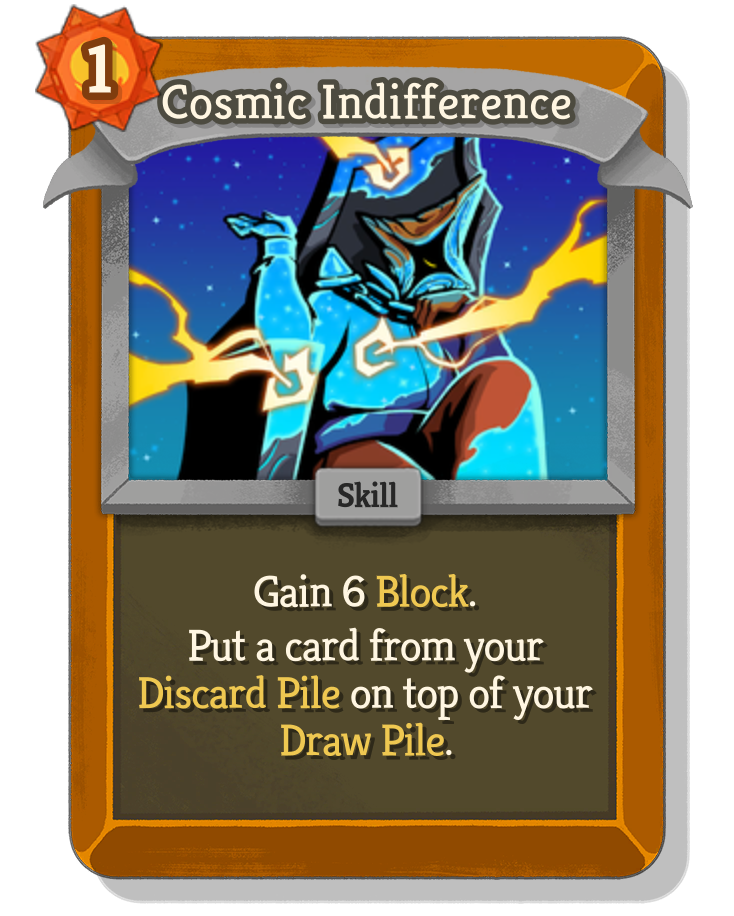 1
Cosmic Indifference
Skill
Gain 6 Block.
Put a card from your
Discard Pile on top of your
Draw Pile.